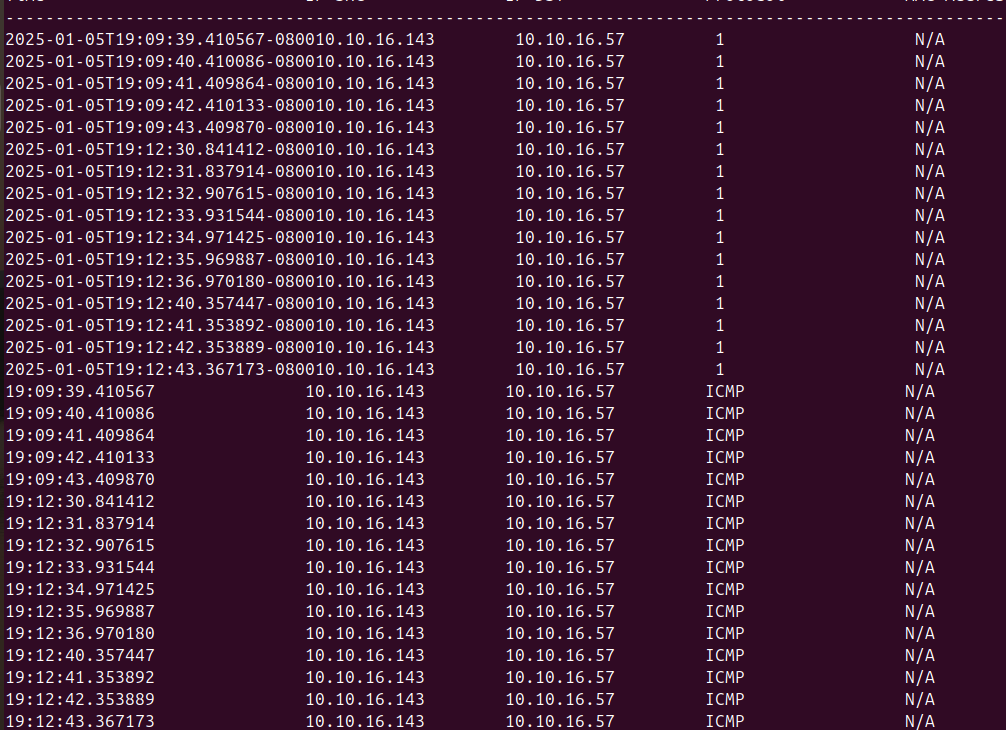 ---------------------------------------------------------------------------------------------------
2025-01-05T19:09:39.410567-080010.10.16.143 10.10.16.57 1 N/A
2025-01-05T19:09:40.410086-080010.10.16.143 10.10.16.57 1 N/A
2025-01-05T19:09:41.409864-080010.10.16.143 10.10.16.57 1 N/A
2025-01-05T19:09:42.410133-080010.10.16.143 10.10.16.57 1 N/A
2025-01-05T19:09:43.409870-080010.10.16.143 10.10.16.57 1 N/A
2025-01-05T19:12:30.841412-080010.10.16.143 10.10.16.57 1 N/A
2025-01-05T19:12:31.837914-080010.10.16.143 10.10.16.57 1 N/A
2025-01-05T19:12:32.907615-080010.10.16.143 10.10.16.57 1 N/A
2025-01-05T19:12:33.931544-080010.10.16.143 10.10.16.57 1 N/A
2025-01-05T19:12:34.971425-080010.10.16.143 10.10.16.57 1 N/A
2025-01-05T19:12:35.969887-080010.10.16.143 10.10.16.57 1 N/A
2025-01-05T19:12:36.970180-080010.10.16.143 10.10.16.57 1 N/A
2025-01-05T19:12:40.357447-080010.10.16.143 10.10.16.57 1 N/A
2025-01-05T19:12:41.353892-080010.10.16.143 10.10.16.57 1 N/A
2025-01-05T19:12:42.353889-080010.10.16.143 10.10.16.57 1 N/A
2025-01-05T19:12:43.367173-080010.10.16.143 10.10.16.57 1 N/A
19:09:39.410567 10.10.16.143 10.10.16.57 ICMP N/A
19:09:40.410086 10.10.16.143 10.10.16.57 ICMP N/A
19:09:41.409864 10.10.16.143 10.10.16.57 ICMP N/A
19:09:42.410133 10.10.16.143 10.10.16.57 ICMP N/A
19:09:43.409870 10.10.16.143 10.10.16.57 ICMP N/A
19:12:30.841412 10.10.16.143 10.10.16.57 ICMP N/A
19:12:31.837914 10.10.16.143 10.10.16.57 ICMP N/A
19:12:32.907615 10.10.16.143 10.10.16.57 ICMP N/A
19:12:33.931544 10.10.16.143 10.10.16.57 ICMP N/A
19:12:34.971425 10.10.16.143 10.10.16.57 ICMP N/A
19:12:35.969887 10.10.16.143 10.10.16.57 ICMP N/A
19:12:36.970180 10.10.16.143 10.10.16.57 ICMP N/A
19:12:40.357447 10.10.16.143 10.10.16.57 ICMP N/A
19:12:41.353892 10.10.16.143 10.10.16.57 ICMP N/A
19:12:42.353889 10.10.16.143 10.10.16.57 ICMP N/A
19:12:43.367173 10.10.16.143 10.10.16.57 ICMP N/A